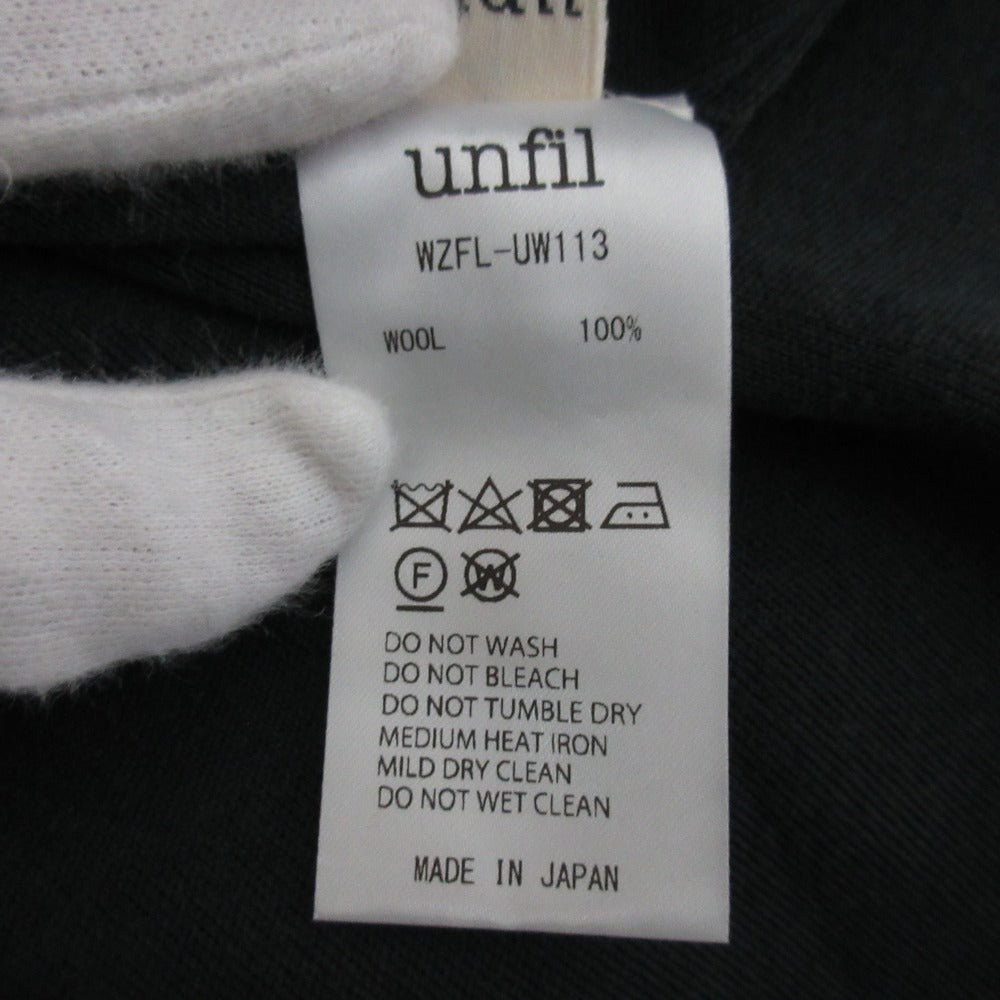 unfil
WZFL-UW113
WOOL 100%
F W
DO NOT WASH
DO NOT BLEACH
DO NOT TUMBLE DRY
MEDIUM HEAT IRON
MILD DRY CLEAN
DO NOT WET CLEAN
MADE IN JAPAN